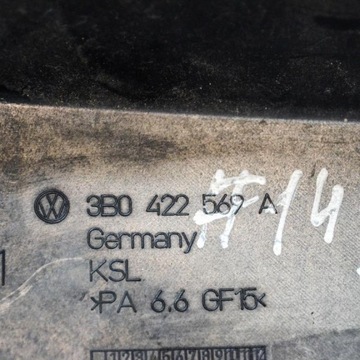 3B0 422 569 A
Germany
KSL
>PA 6.6 GF15<
#14